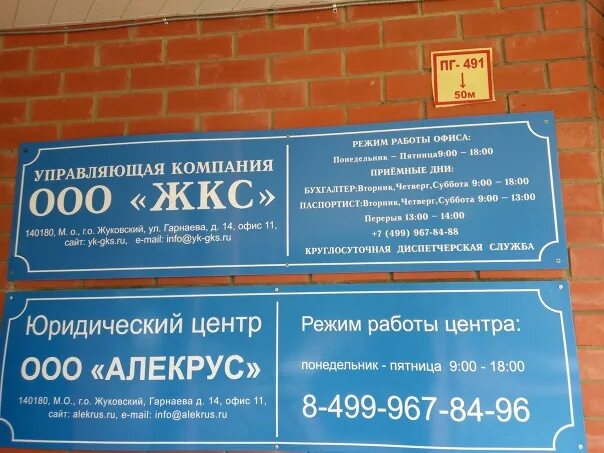 ПГ- 491
↓
50м
УПРАВЛЯЮЩАЯ КОМПАНИЯ
ООО «ЖКС»
140180, М. о., г.о. Жуковский, ул. Гарнаева, д. 14, офис 11,
сайт: yk-gks.ru, e-mail: info@yk-gks.ru
РЕЖИМ РАБОТЫ ОФИСА:
Понедельник – Пятница9:00 – 18:00
ПРИЁМНЫЕ ДНИ:
БУХГАЛТЕР:Вторник,Четверг,Суббота 9:00 – 18:00
ПАСПОРТИСТ:Вторник,Четверг,Суббота 9:00 – 13:00
Перерыв 13:00 – 14:00
+7 (499) 967-84-88
КРУГЛОСУТОЧНАЯ ДИСПЕТЧЕРСКАЯ СЛУЖБА
Юридический центр
ООО «АЛЕКРУС»
140180, М.О., г.о. Жуковский, Гарнаева д. 14, офис 11,
сайт: alekrus.ru, e-mail: info@alekrus.ru
Режим работы центра:
понедельник - пятница 9:00 - 18:00
8-499-967-84-96